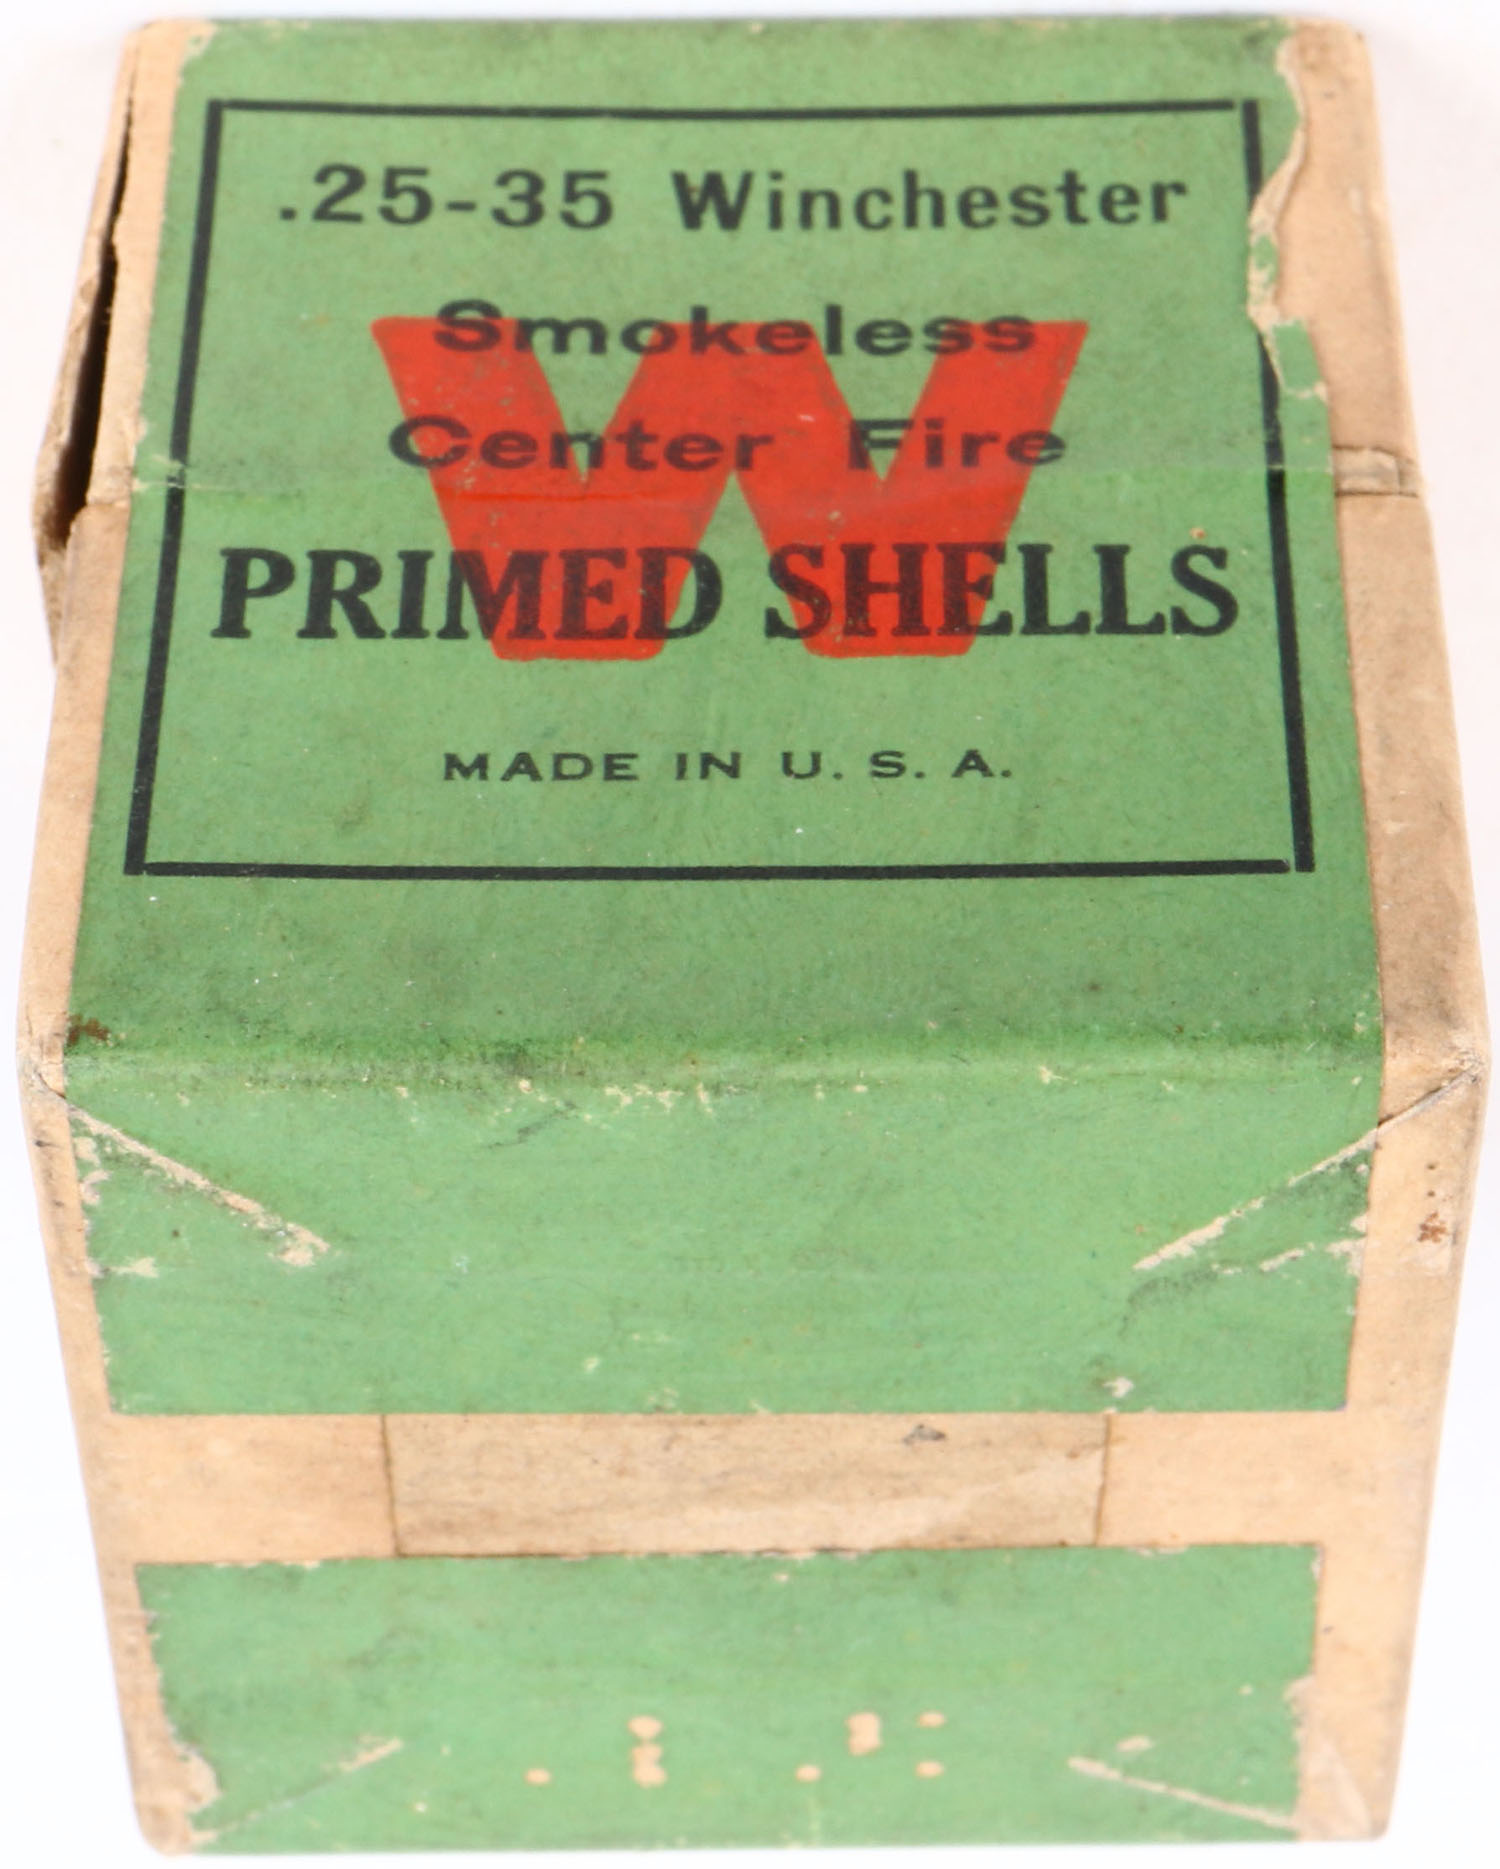 .25-35 Winchester
Smokeless
Center Fire
PRIMED SHELLS
W
MADE IN U. S. A.